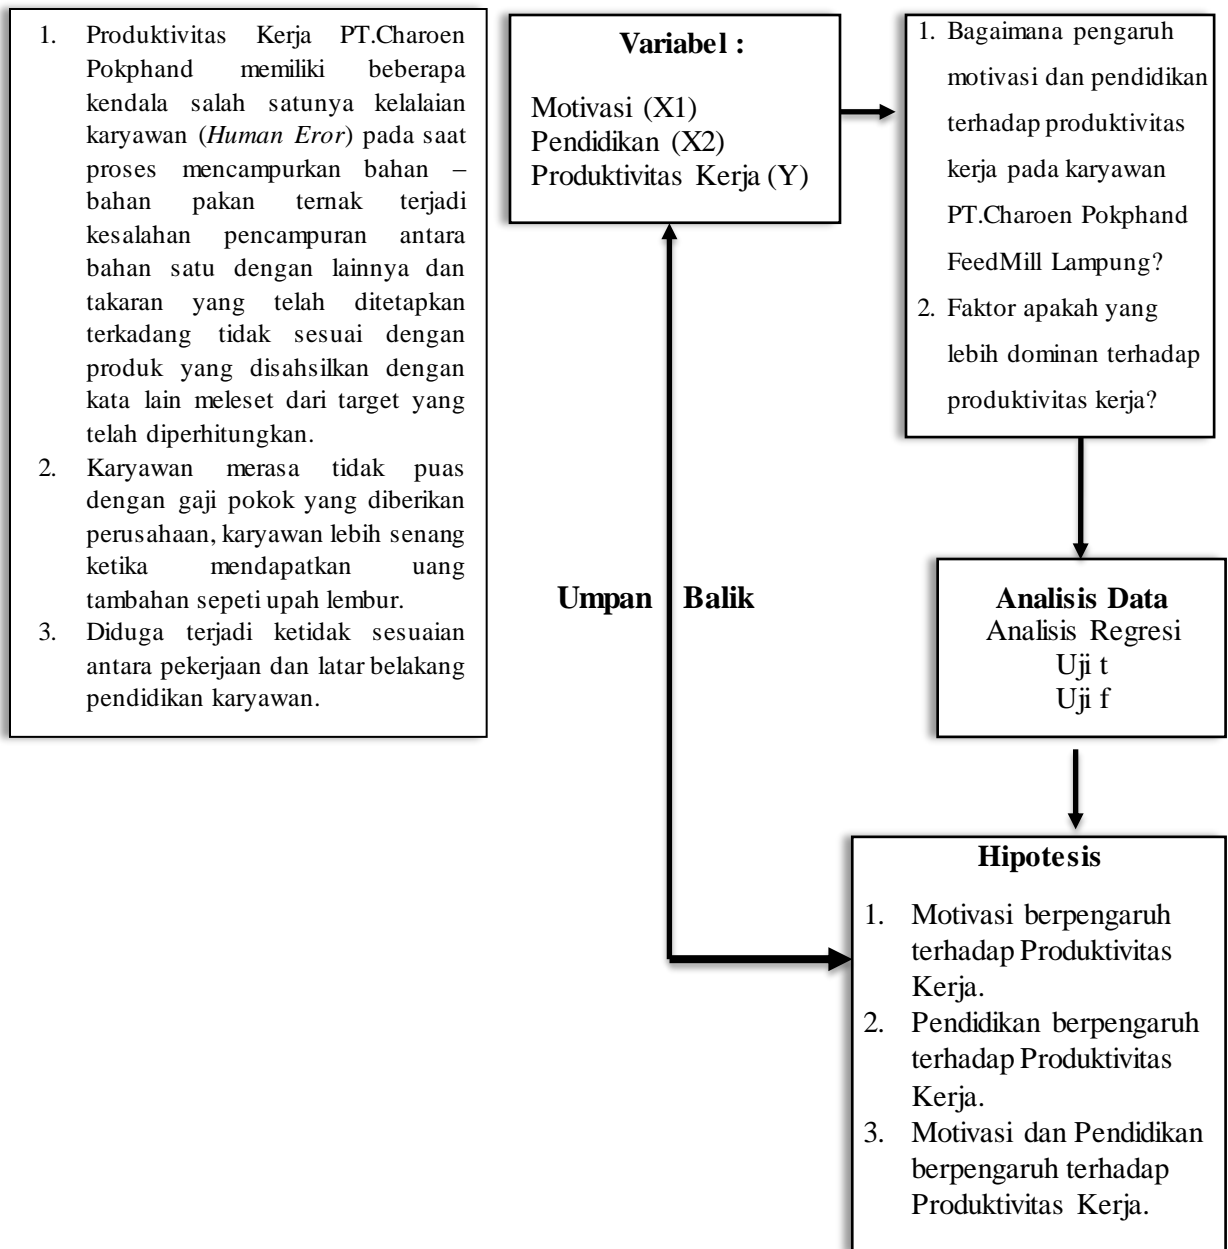 1. Produktivitas Kerja PT.Charoen
Pokphand memiliki beberapa
kendala salah satunya kelalaian
karyawan (Human Eror) pada saat
proses mencampurkan bahan –
bahan pakan ternak terjadi
kesalahan pencampuran antara
bahan satu dengan lainnya dan
takaran yang telah ditetapkan
terkadang tidak sesuai dengan
produk yang disahsilkan dengan
kata lain meleset dari target yang
telah diperhitungkan.
2. Karyawan merasa tidak puas
dengan gaji pokok yang diberikan
perusahaan, karyawan lebih senang
ketika mendapatkan uang
tambahan sepeti upah lembur.
3. Diduga terjadi ketidak sesuaian
antara pekerjaan dan latar belakang
pendidikan karyawan.
Variabel :
Motivasi (X1)
Pendidikan (X2)
Produktivitas Kerja (Y)
1. Bagaimana pengaruh
motivasi dan pendidikan
terhadap produktivitas
kerja pada karyawan
PT.Charoen Pokphand
FeedMill Lampung?
2. Faktor apakah yang
lebih dominan terhadap
produktivitas kerja?
Umpan Balik
Analisis Data
Analisis Regresi
Uji t
Uji f
Hipotesis
1. Motivasi berpengaruh
terhadap Produktivitas
Kerja.
2. Pendidikan berpengaruh
terhadap Produktivitas
Kerja.
3. Motivasi dan Pendidikan
berpengaruh terhadap
Produktivitas Kerja.